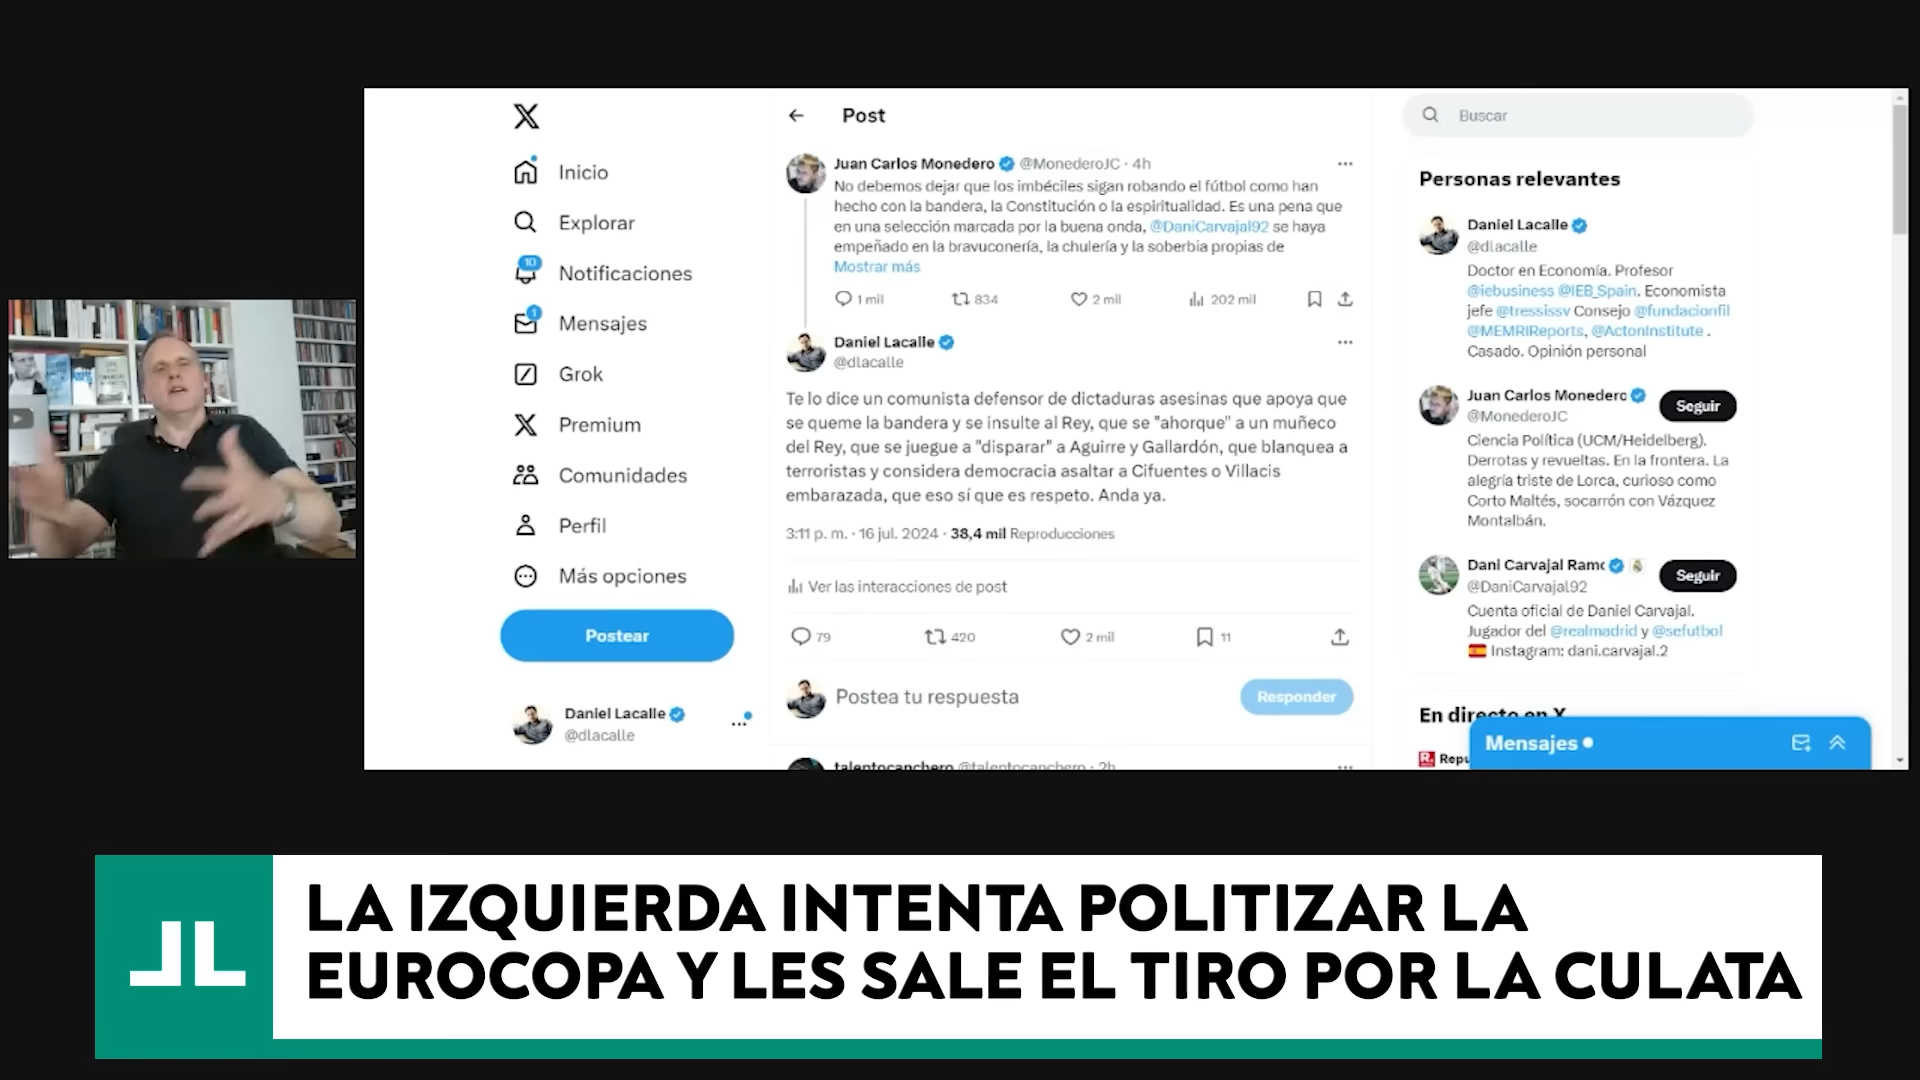 Post
Buscar
Inicio
Explorar
10
Notificaciones
1
Mensajes
Grok
Premium
Comunidades
Perfil
Más opciones
Postear
Daniel Lacalle
@dlacalle
Juan Carlos Monedero @MonederoJC · 4h
No debemos dejar que los imbéciles sigan robando el fútbol como han
hecho con la bandera, la Constitución o la espiritualidad. Es una pena que
en una selección marcada por la buena onda, @DaniCarvajal92 se haya
empeñado en la bravuconería, la chulería y la soberbia propias de
Mostrar más
1 mil 834 2 mil 202 mil
Daniel Lacalle
@dlacalle
Te lo dice un comunista defensor de dictaduras asesinas que apoya que
se queme la bandera y se insulte al Rey, que se "ahorque" a un muñeco
del Rey, que se juegue a "disparar" a Aguirre y Gallardón, que blanquea a
terroristas y considera democracia asaltar a Cifuentes o Villacis
embarazada, que eso sí que es respeto. Anda ya.
3:11 p. m. · 16 jul. 2024 · 38,4 mil Reproducciones
Ver las interacciones de post
79 420 2 mil 11
Postea tu respuesta
Responder
talentocanchero @talentocanchero · 2h
Personas relevantes
Daniel Lacalle
@dlacalle
Doctor en Economía. Profesor
@iebusiness @IEB_Spain. Economista
jefe @tressissv Consejo @fundacionfil
@MEMRIReports, @ActonInstitute .
Casado. Opinión personal
Juan Carlos Monedero
@MonederoJC
Seguir
Ciencia Política (UCM/Heidelberg).
Derrotas y revueltas. En la frontera. La
alegría triste de Lorca, curioso como
Corto Maltés, socarrón con Vázquez
Montalbán.
Dani Carvajal Ramo
@DaniCarvajal92
Seguir
Cuenta oficial de Daniel Carvajal.
Jugador del @realmadrid y @sefutbol
Instagram: dani.carvajal.2
En directo en X
Mensajes
LA IZQUIERDA INTENTA POLITIZAR LA
EUROCOPA Y LES SALE EL TIRO POR LA CULATA